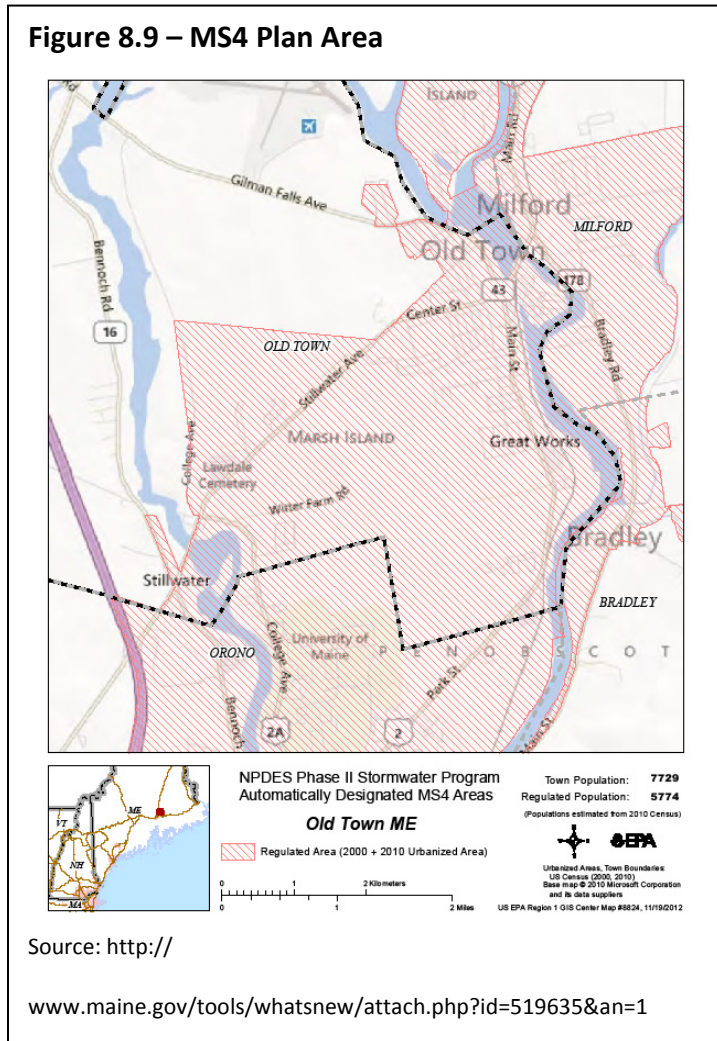 Figure 8.9 – MS4 Plan Area
Rd
ISLAND
Main Rd
Gilman Falls Ave
Milford
MILFORD
Old Town
Bennoch Rd
43
178
Center St
16
OLD TOWN
Stillwater Ave
Main St
Bradley Rd
MARSH ISLAND
Great Works
College Ave
Lawdale
Cemetery
Winter Farm Rd
Bradley
Stillwater
BRADLEY
ORONO
College Ave
University of
Maine
PENOBSCOT
Park St
Bennoch
2A
2
Main St
NPDES Phase II Stormwater Program
Automatically Designated MS4 Areas
Old Town ME
Regulated Area (2000 + 2010 Urbanized Area)
0 1 2 Kilometers
0 1 2 Miles
Town Population: 7729
Regulated Population: 5774
(Populations estimated from 2010 Census)
EPA
Urbanized Areas, Town Boundaries:
US Census (2000, 2010)
Base map © 2010 Microsoft Corporation
and its data suppliers
US EPA Region 1 GIS Center Map #8824, 11/19/2012
ME
VT
NH
MA
Source: http://
www.maine.gov/tools/whatsnew/attach.php?id=519635&an=1